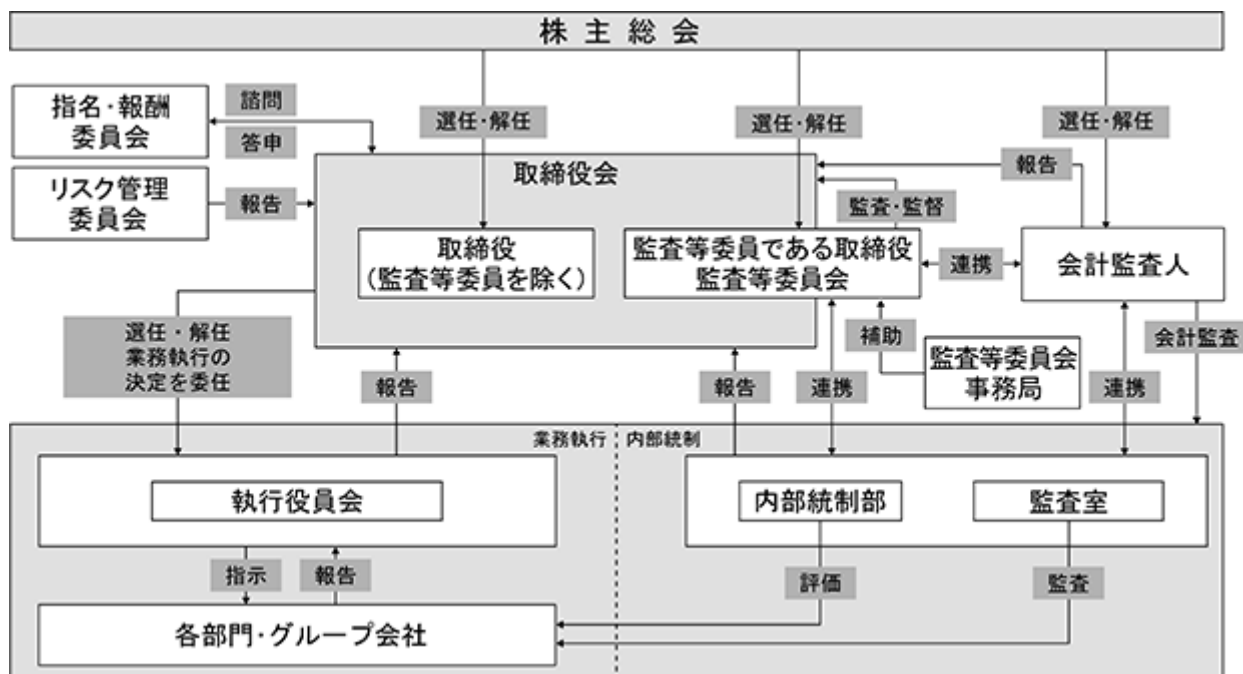 株主総会
指名・報酬
委員会
諮問
答申
選任・解任
選任・解任
選任・解任
リスク管理
委員会
報告
取締役会
報告
監査・監督
取締役
(監査等委員を除く)
監査等委員である取締役
監査等委員会
連携
会計監査人
選任・解任
業務執行の
決定を委任
報告
報告
連携
補助
監査等委員会
事務局
連携
会計監査
業務執行
内部統制
執行役員会
内部統制部
監査室
指示
報告
評価
監査
各部門・グループ会社